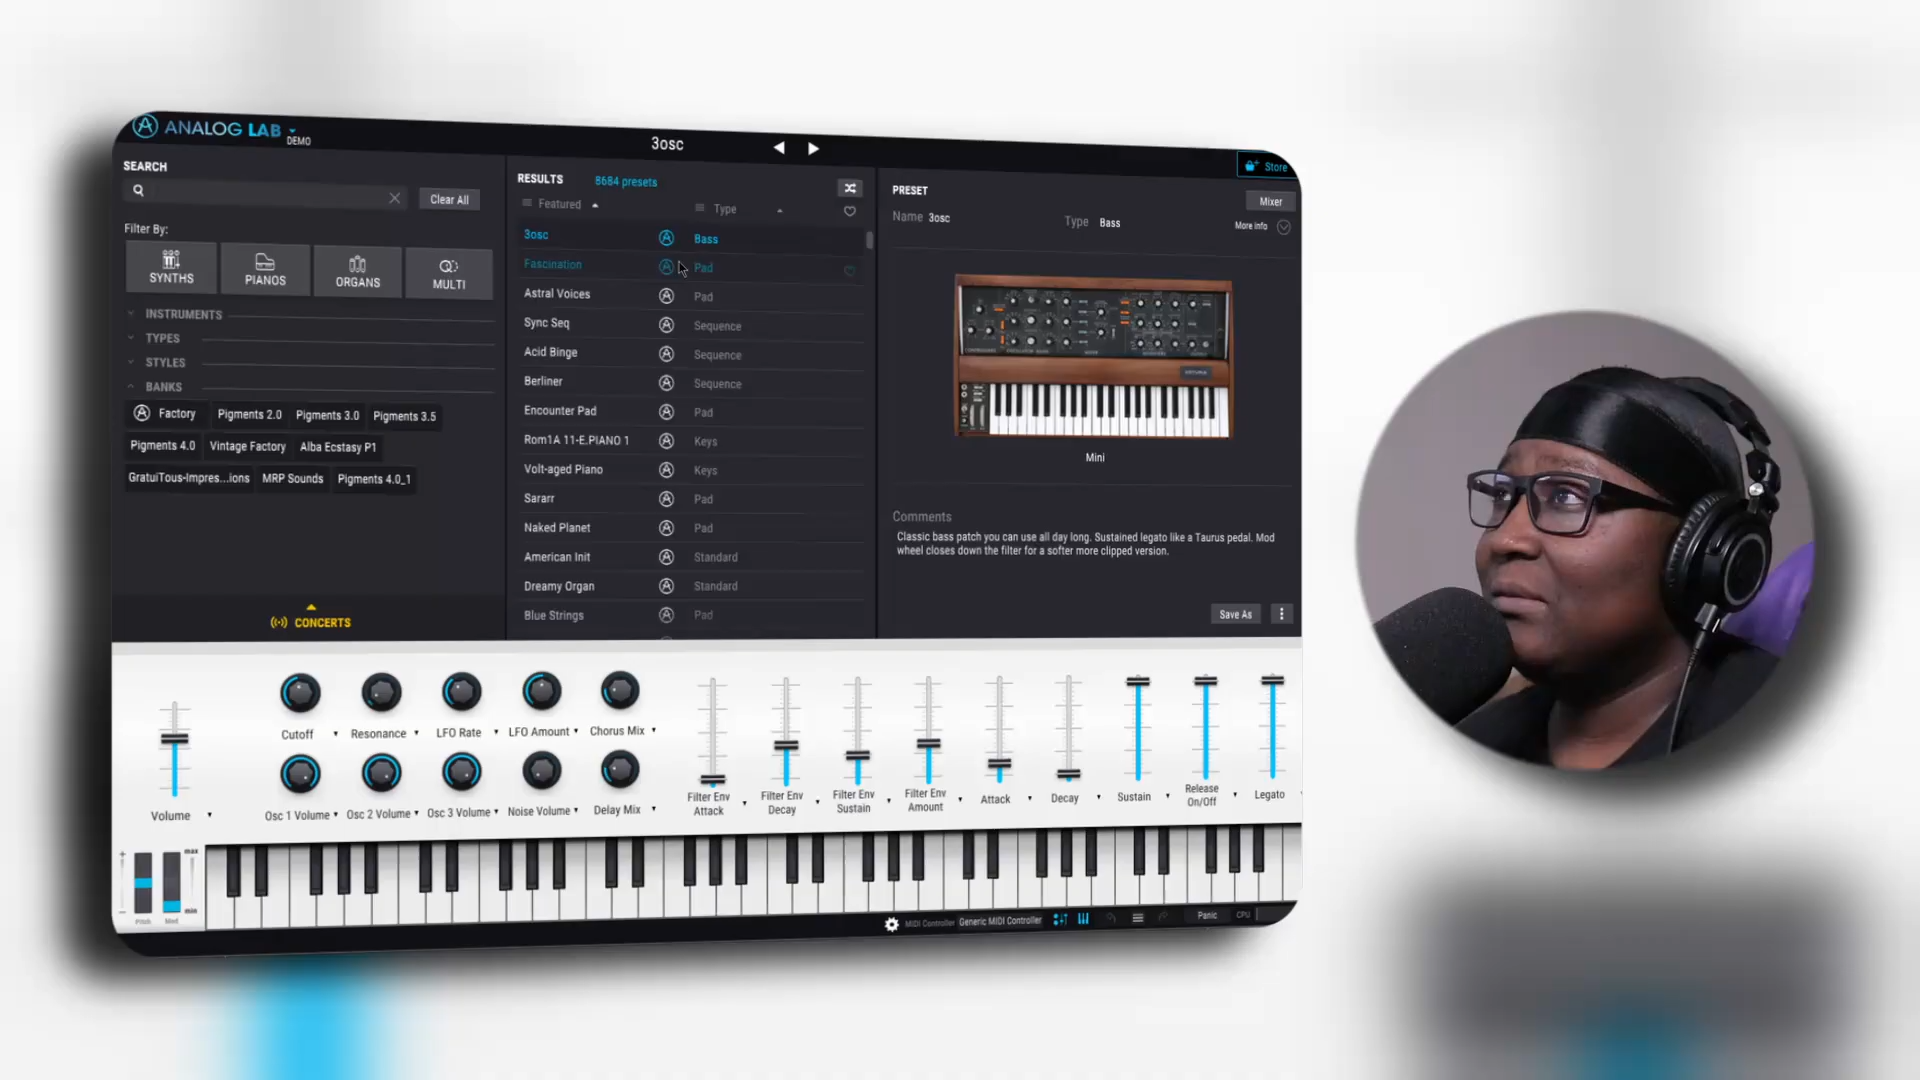 ANALOG LAB
DEMO
3osc
Store
SEARCH
Clear All
Filter By:
SYNTHS
PIANOS
ORGANS
MULTI
INSTRUMENTS
TYPES
STYLES
BANKS
Factory
Pigments 2.0
Pigments 3.0
Pigments 3.5
Pigments 4.0
Vintage Factory
Alba Ecstasy P1
GratuiTous-Impres...ions
MRP Sounds
Pigments 4.0_1
CONCERTS
RESULTS 8684 presets
Featured Type
3osc Bass
Fascination Pad
Astral Voices Pad
Sync Seq Sequence
Acid Binge Sequence
Berliner Sequence
Encounter Pad Pad
Rom1A 11-E.PIANO 1 Keys
Volt-aged Piano Keys
Sararr Pad
Naked Planet Pad
American Init Standard
Dreamy Organ Standard
Blue Strings Pad
PRESET
Mixer
Name 3osc
Type Bass
More Info
Mini
Comments
Classic bass patch you can use all day long. Sustained legato like a Taurus pedal. Mod
wheel closes down the filter for a softer more clipped version.
Save As
Volume
Cutoff
Resonance
LFO Rate
LFO Amount
Chorus Mix
Osc 1 Volume
Osc 2 Volume
Osc 3 Volume
Noise Volume
Delay Mix
Filter Env
Attack
Filter Env
Decay
Filter Env
Sustain
Filter Env
Amount
Attack
Decay
Sustain
Release
On/Off
Legato
max
min
Pitch
Mod
MIDI Controller Generic MIDI Controller
Panic
CPU